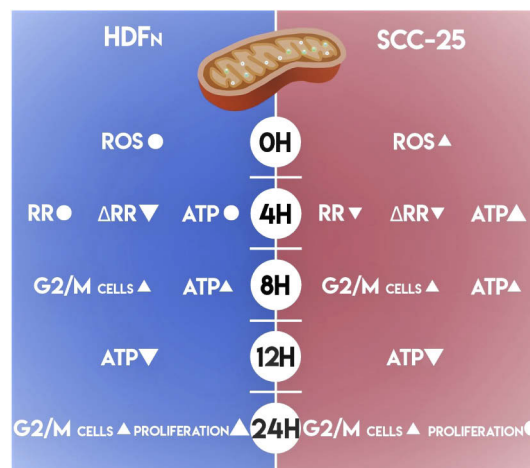 HDFN SCC-25
0H
ROS ROS
4H
RR ΔRR ATP RR ΔRR ATP
8H
G2/M CELLS ATP G2/M CELLS ATP
12H
ATP ATP
24H
G2/M CELLS PROLIFERATION G2/M CELLS PROLIFERATION